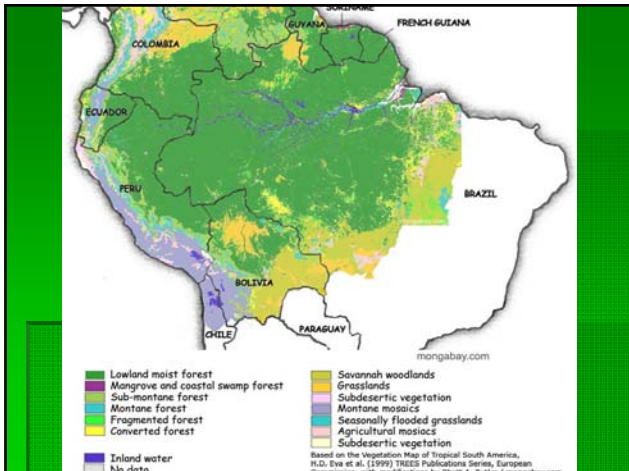 SURINAME
GUYANA
FRENCH GUIANA
COLOMBIA
ECUADOR
PERU
BRAZIL
BOLIVIA
CHILE
PARAGUAY
mongabay.com
Lowland moist forest
Mangrove and coastal swamp forest
Sub-montane forest
Montane forest
Fragmented forest
Converted forest
Inland water
No data
Savannah woodlands
Grasslands
Subdesertic vegetation
Montane mosaics
Seasonally flooded grasslands
Agricultural mosiacs
Subdesertic vegetation
Based on the Vegetation Map of Tropical South America,
H.D. Eva et al. (1999) TREES Publications Series, European